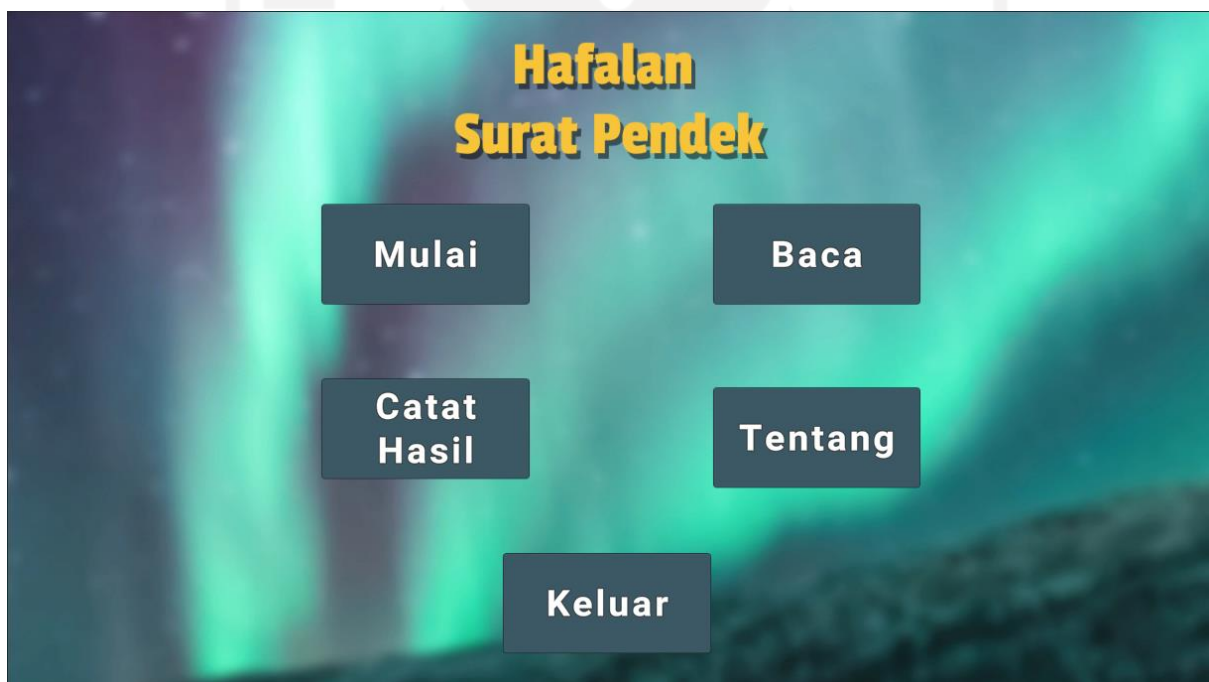 Hafalan
Surat Pendek
Mulai
Baca
Catat
Hasil
Tentang
Keluar